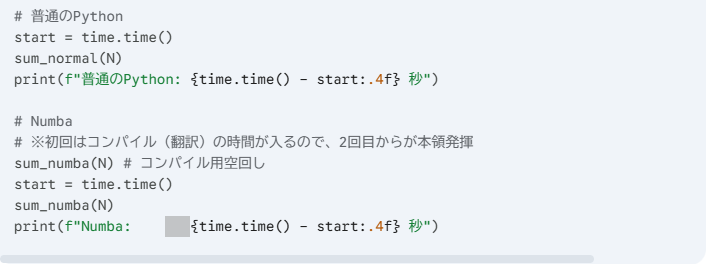 # 普通のPython
start = time.time()
sum_normal(N)
print(f"普通のPython: {time.time() - start:.4f} 秒")
# Numba
# ※初回はコンパイル（翻訳）の時間が入るので、2回目からが本領発揮
sum_numba(N) # コンパイル用空回し
start = time.time()
sum_numba(N)
print(f"Numba:    {time.time() - start:.4f} 秒")